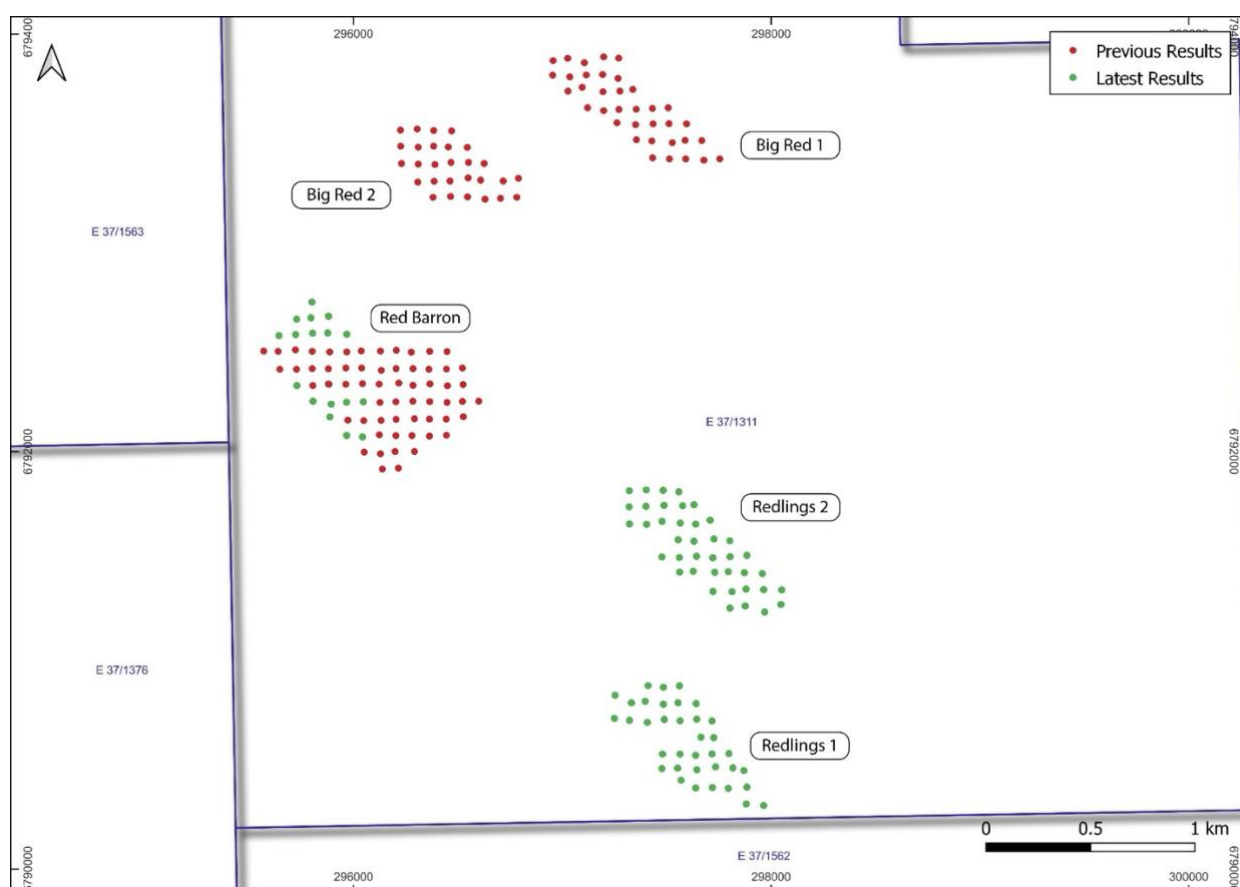 296000
298000
6794000
Previous Results
Latest Results
Big Red 1
Big Red 2
E 37/1563
Red Barron
E 37/1311
6792000
6792000
Redlings 2
E 37/1376
Redlings 1
0 0.5 1 km
E 37/1562
6790000
6790000
296000
298000
300000